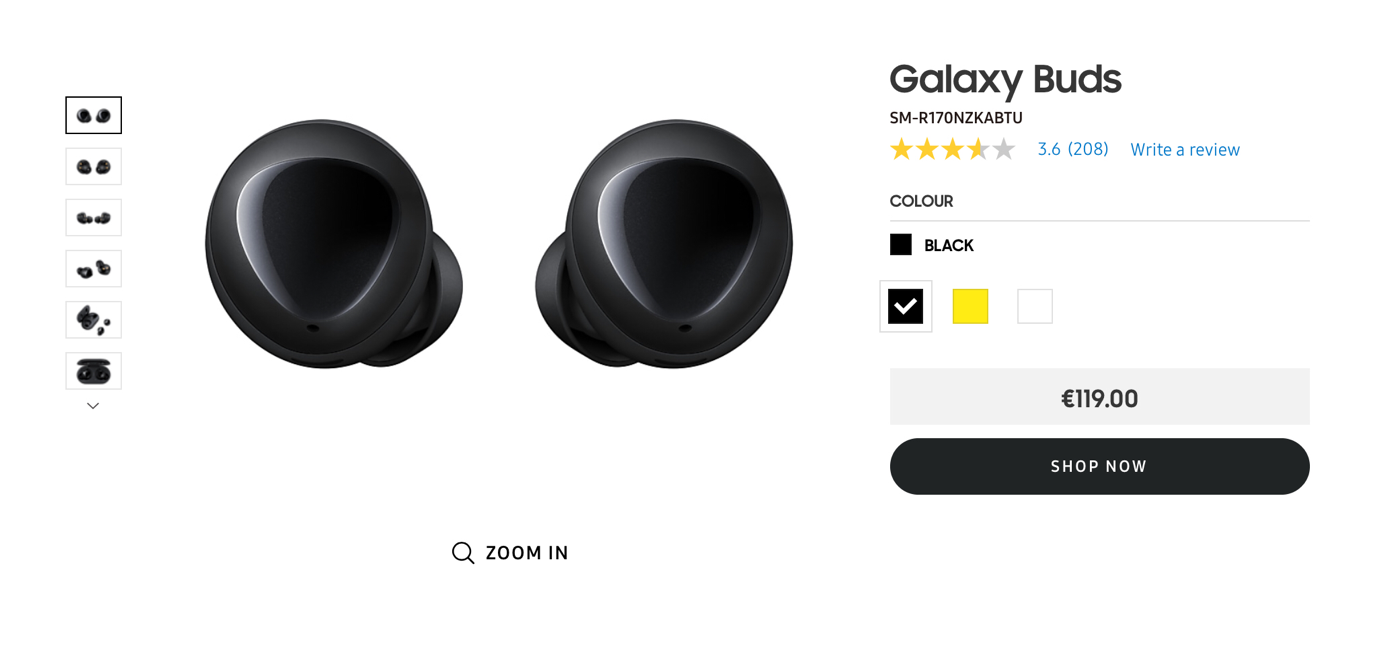 Galaxy Buds
SM-R170NZKABTU
3.6 (208) Write a review
COLOUR
BLACK
€119.00
SHOP NOW
ZOOM IN